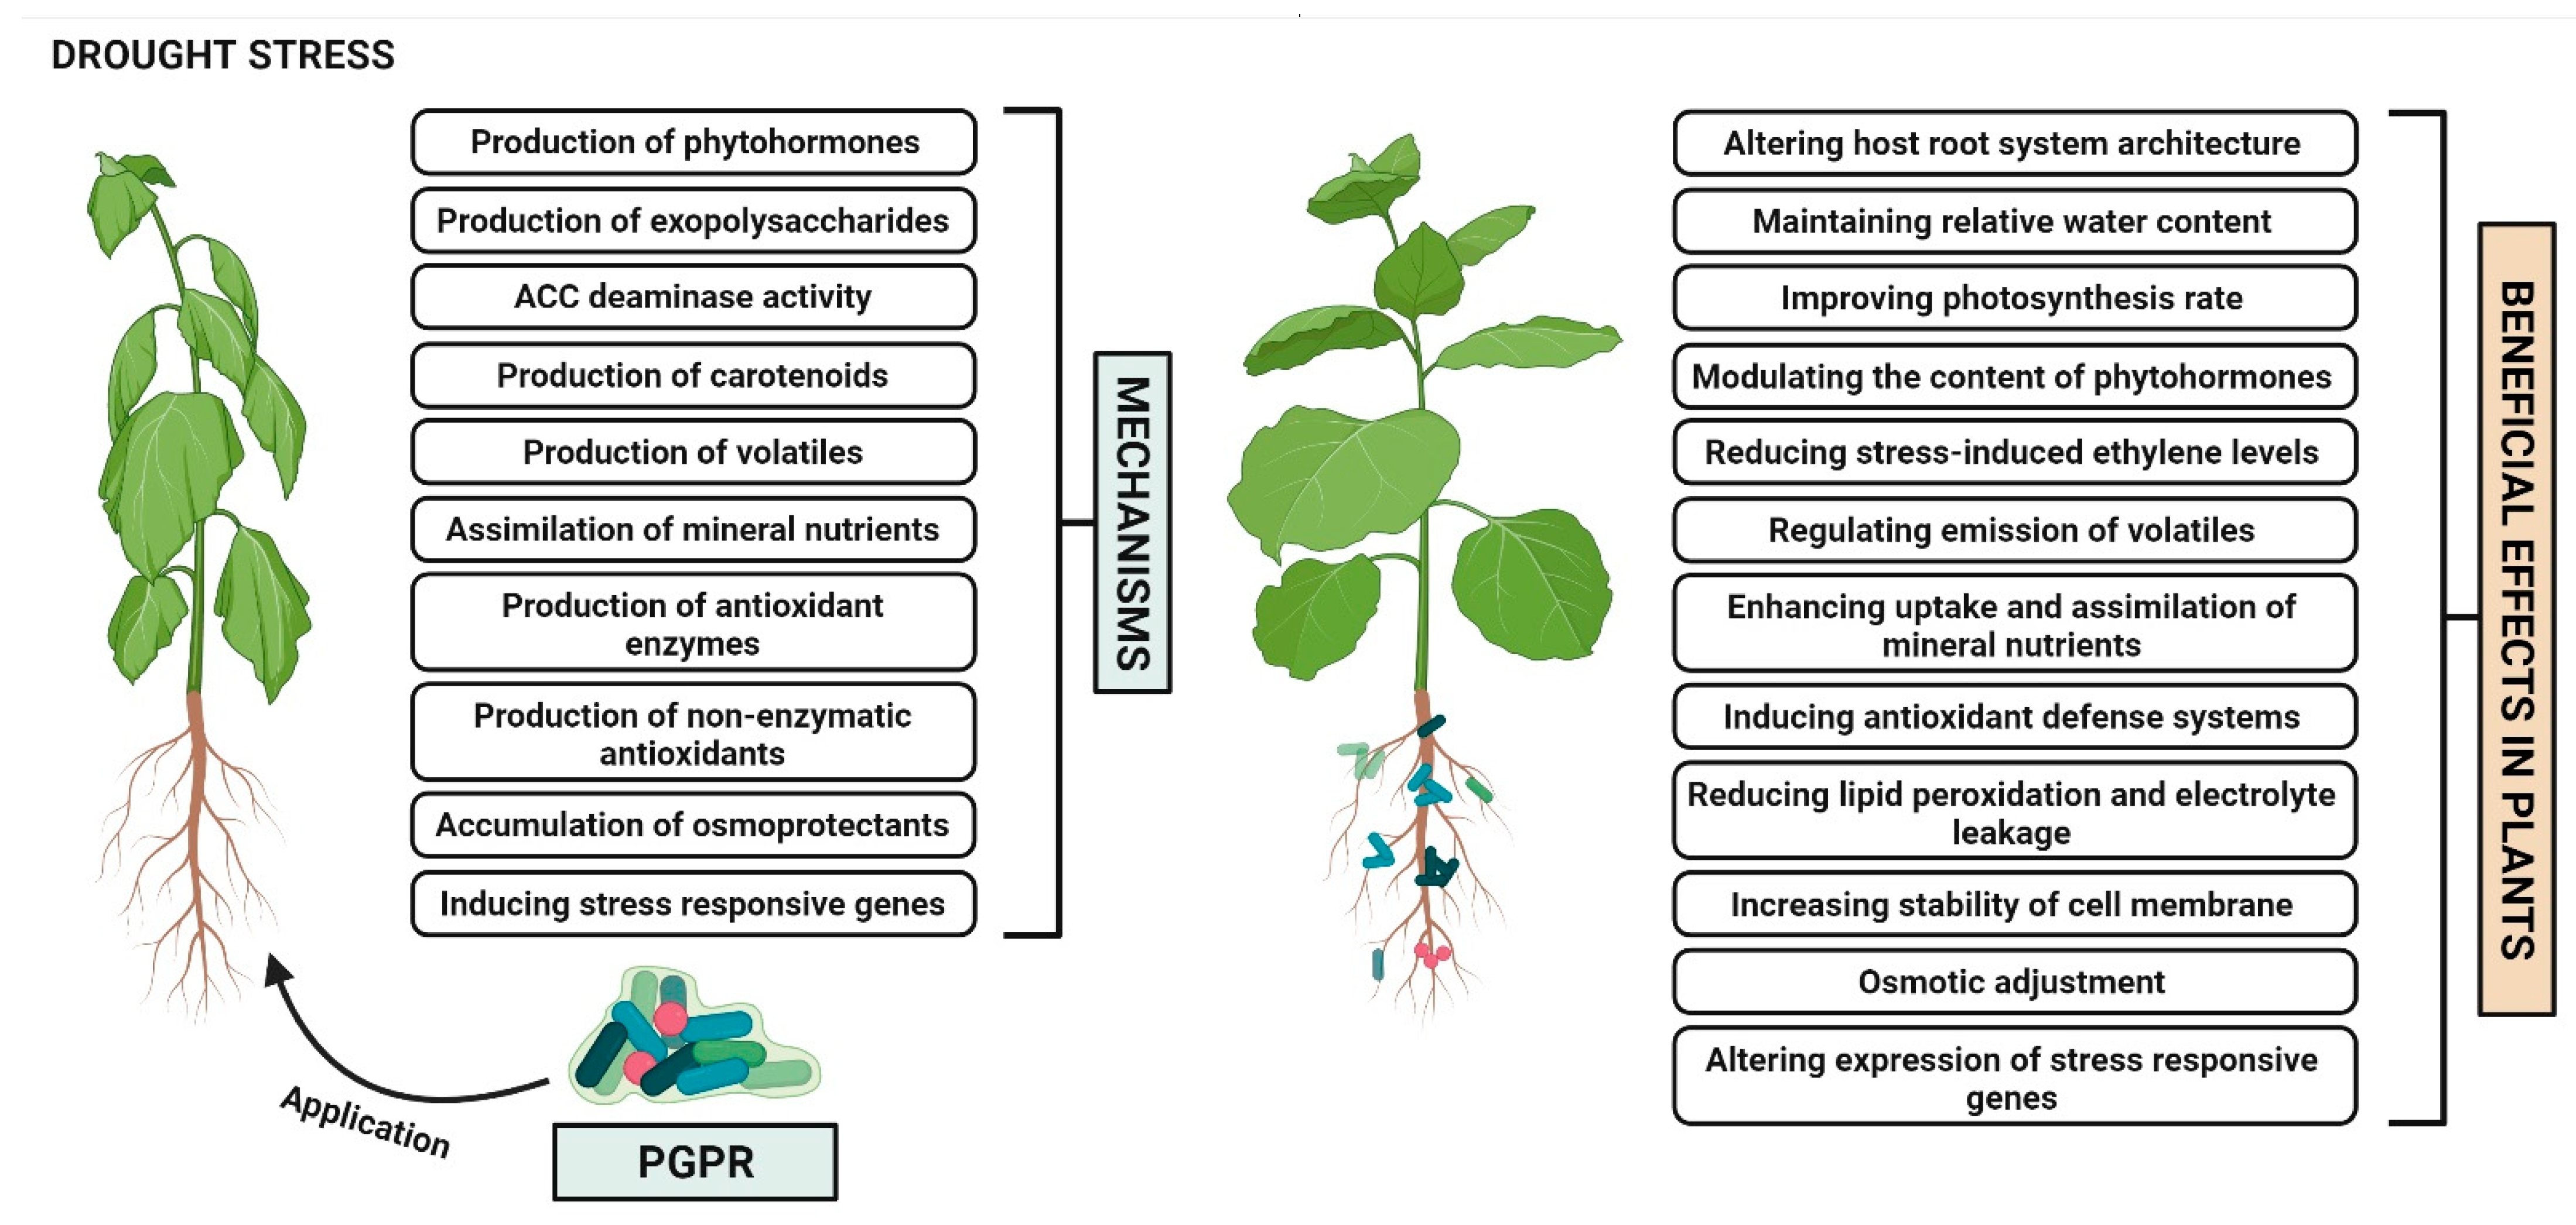 DROUGHT STRESS
Production of phytohormones
Production of exopolysaccharides
ACC deaminase activity
Production of carotenoids
Production of volatiles
Assimilation of mineral nutrients
Production of antioxidant
enzymes
Production of non-enzymatic
antioxidants
Accumulation of osmoprotectants
Inducing stress responsive genes
MECHANISMS
Application
PGPR
Altering host root system architecture
Maintaining relative water content
Improving photosynthesis rate
Modulating the content of phytohormones
Reducing stress-induced ethylene levels
Regulating emission of volatiles
Enhancing uptake and assimilation of
mineral nutrients
Inducing antioxidant defense systems
Reducing lipid peroxidation and electrolyte
leakage
Increasing stability of cell membrane
Osmotic adjustment
Altering expression of stress responsive
genes
BENEFICIAL EFFECTS IN PLANTS